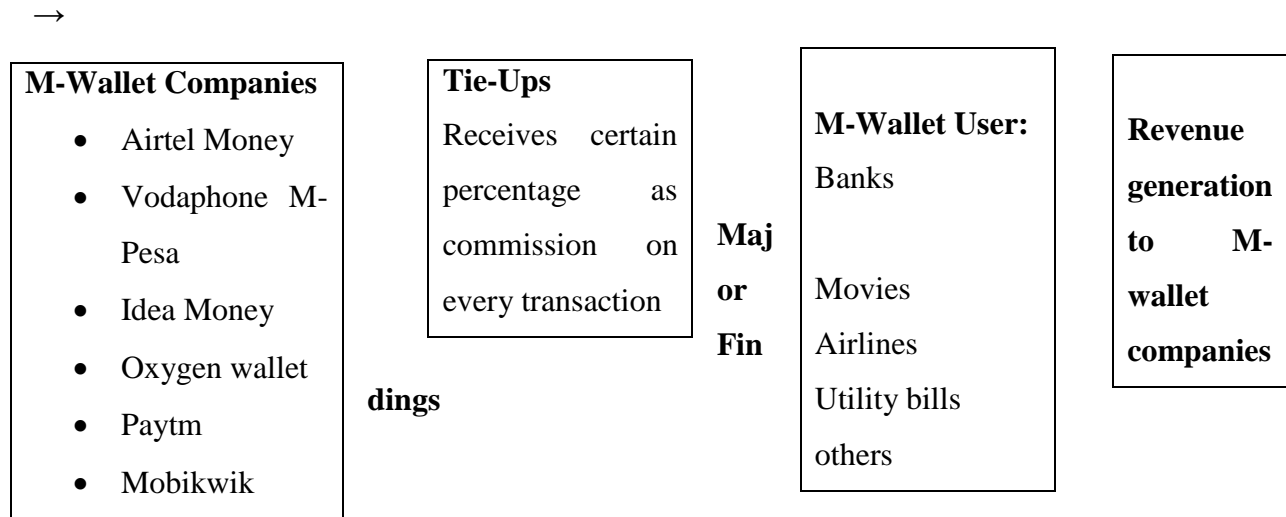 →
M-Wallet Companies
• Airtel Money
• Vodaphone M-
Pesa
• Idea Money
• Oxygen wallet
• Paytm
• Mobikwik
Tie-Ups
Receives certain
percentage as
commission on
every transaction
Maj
or
Fin
dings
M-Wallet User:
Banks
Movies
Airlines
Utility bills
others
Revenue
generation
to M-
wallet
companies